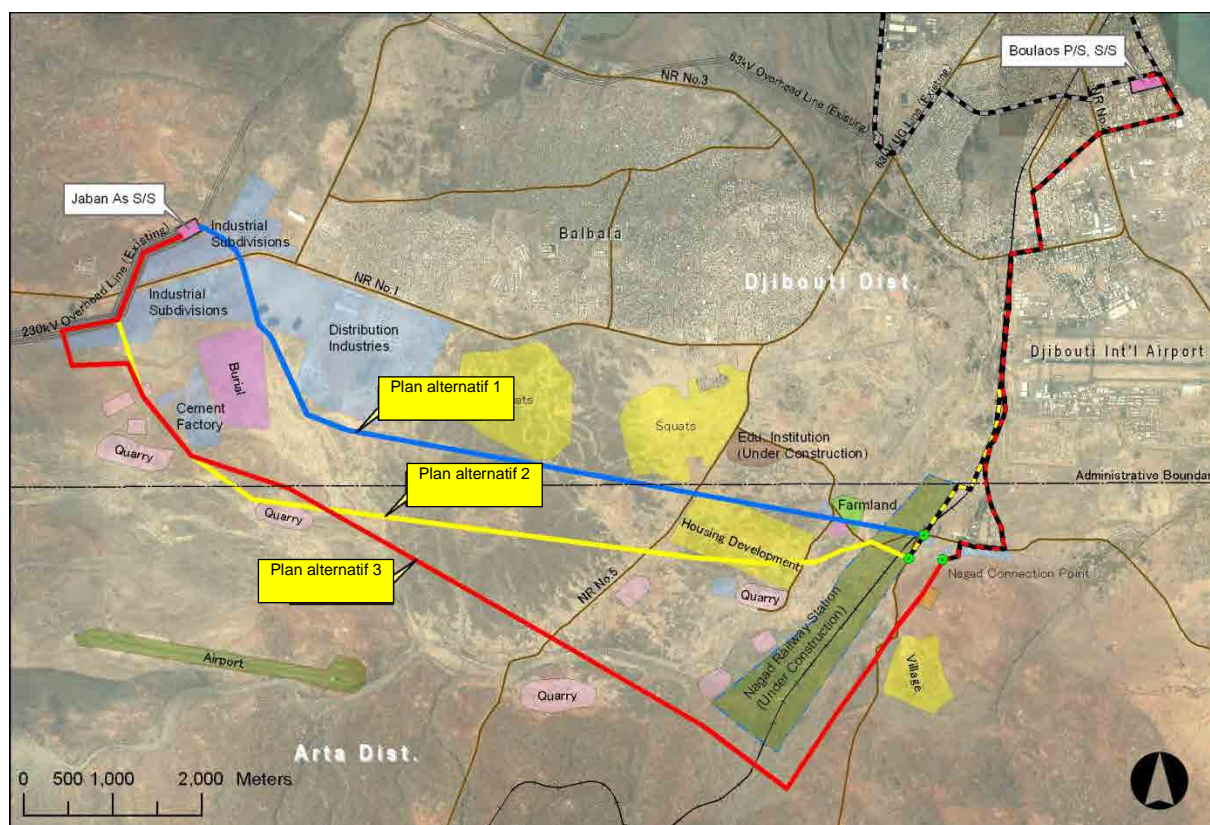 Boulaos P/S, S/S
NR No.3
63kV Overhead Line (Existing)
63kV UG Line (Existing)
Jaban As S/S
Industrial
Subdivisions
Balbala
230kV Overhead Line (Existing)
NR No.1
Djibouti Dist.
Industrial
Subdivisions
Distribution
Industries
Djibouti Int'l Airport
Burial
Plan alternatif 1
Cement
Factory
Squats
Edu. Institution
(Under Construction)
Quarry
Plan alternatif 2
Administrative Boundar
Farmland
Quarry
Housing Development
Plan alternatif 3
NR No.5
Nagad Connection Point
Quarry
Nagad Railway Station
(Under Construction)
Airport
Village
Quarry
Arta Dist.
0 500 1,000 2,000 Meters